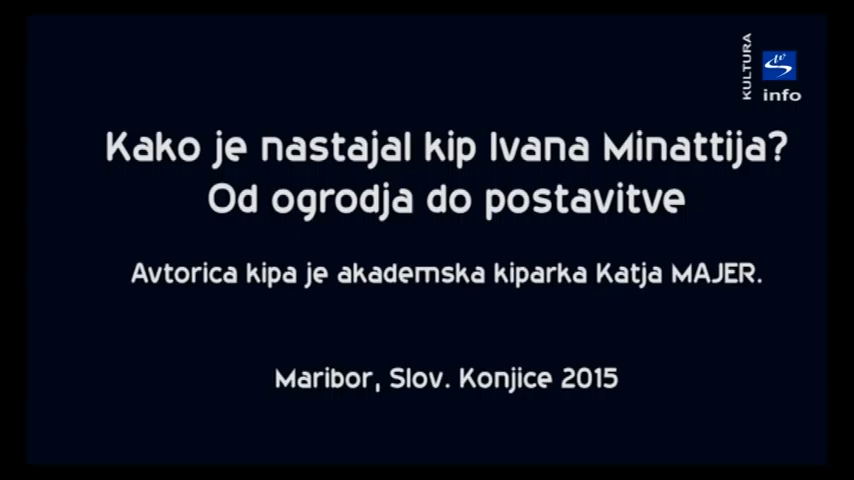 KULTURA
tv
info
Kako je nastajal kip Ivana Minattija?
Od ogrodja do postavitve
Avtorica kipa je akademska kiparka Katja MAJER.
Maribor, Slov. Konjice 2015